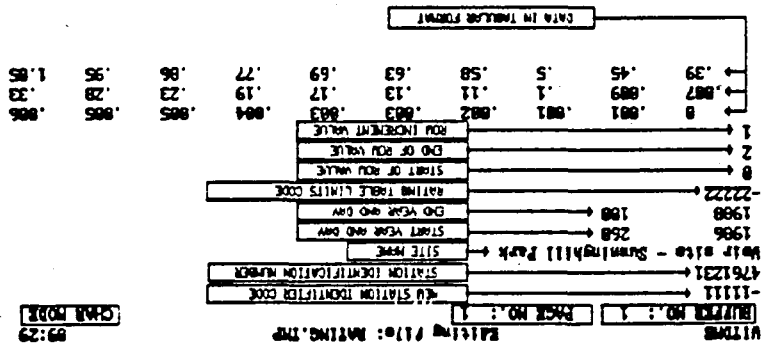 Editing File: RATING.INP 09:29
BUFFER NO.: 1 PAGE NO.: 1 CHAR MODE
-11111 NEW STATION IDENTIFIER CODE
4761231 STATION IDENTIFICATION NUMBER
Weir site - Sunninghill Park SITE NAME
1986 START YEAR AND DAY
1988 100 END YEAR AND DAY
-22222 RATING TABLE LIMITS CODE
0 START OF ROW VALUE
2 END OF ROW VALUE
1 ROW INCREMENT VALUE
0 .001 .001 .002 .003 .003 .004 .005 .005 .006
.007 .009 .1 .11 .13 .17 .19 .23 .28 .33
.39 .45 .5 .58 .63 .69 .77 .86 .95 1.05
DATA IN TABULAR FORMAT